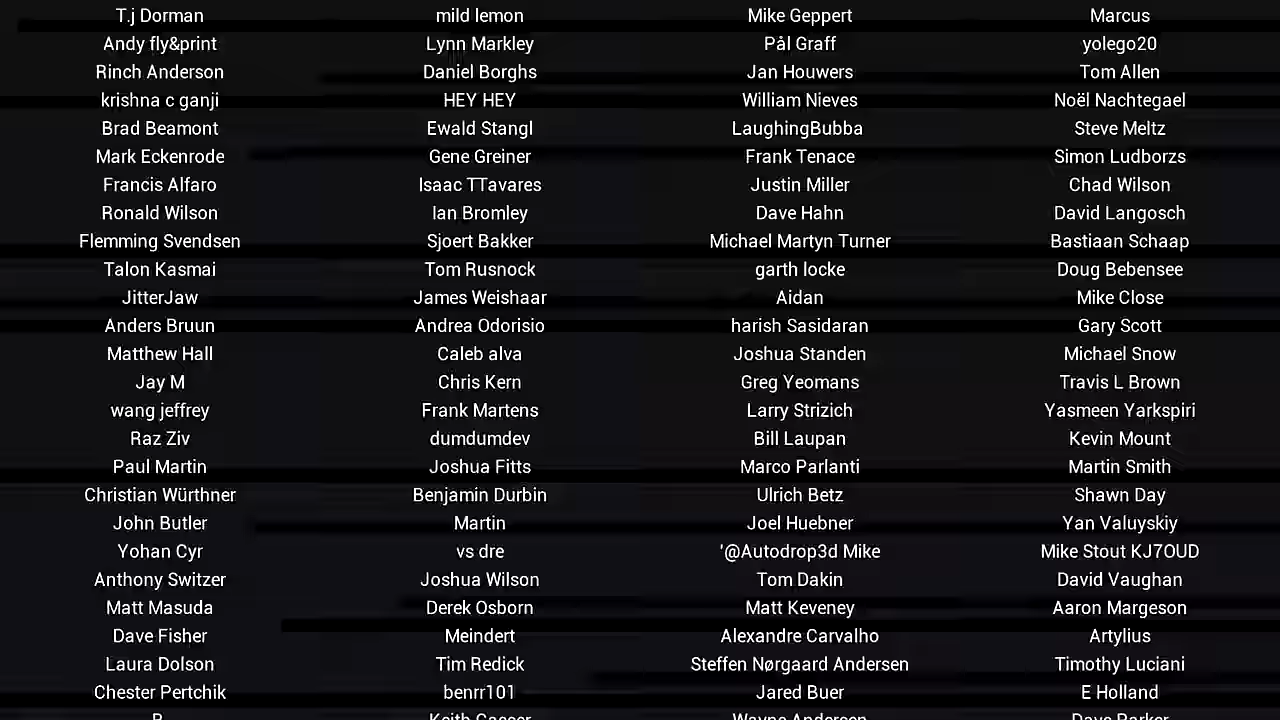 T.j Dorman mild lemon Mike Geppert Marcus
Andy fly&print Lynn Markley Pål Graff yolego20
Rinch Anderson Daniel Borghs Jan Houwers Tom Allen
krishna c ganji HEY HEY William Nieves Noël Nachtegael
Brad Beamont Ewald Stangl LaughingBubba Steve Meltz
Mark Eckenrode Gene Greiner Frank Tenace Simon Ludborzs
Francis Alfaro Isaac TTavares Justin Miller Chad Wilson
Ronald Wilson Ian Bromley Dave Hahn David Langosch
Flemming Svendsen Sjoert Bakker Michael Martyn Turner Bastiaan Schaap
Talon Kasmai Tom Rusnock garth locke Doug Bebensee
JitterJaw James Weishaar Aidan Mike Close
Anders Bruun Andrea Odorisio harish Sasidaran Gary Scott
Matthew Hall Caleb alva Joshua Standen Michael Snow
Jay M Chris Kern Greg Yeomans Travis L Brown
wang jeffrey Frank Martens Larry Strizich Yasmeen Yarkspiri
Raz Ziv dumdumdev Bill Laupan Kevin Mount
Paul Martin Joshua Fitts Marco Parlanti Martin Smith
Christian Würthner Benjamin Durbin Ulrich Betz Shawn Day
John Butler Martin Joel Huebner Yan Valuyskiy
Yohan Cyr vs dre '@Autodrop3d Mike Mike Stout KJ7OUD
Anthony Switzer Joshua Wilson Tom Dakin David Vaughan
Matt Masuda Derek Osborn Matt Keveney Aaron Margeson
Dave Fisher Meindert Alexandre Carvalho Artylius
Laura Dolson Tim Redick Steffen Nørgaard Andersen Timothy Luciani
Chester Pertchik benrr101 Jared Buer E Holland
Keith Wayne Anderson Dave Parker